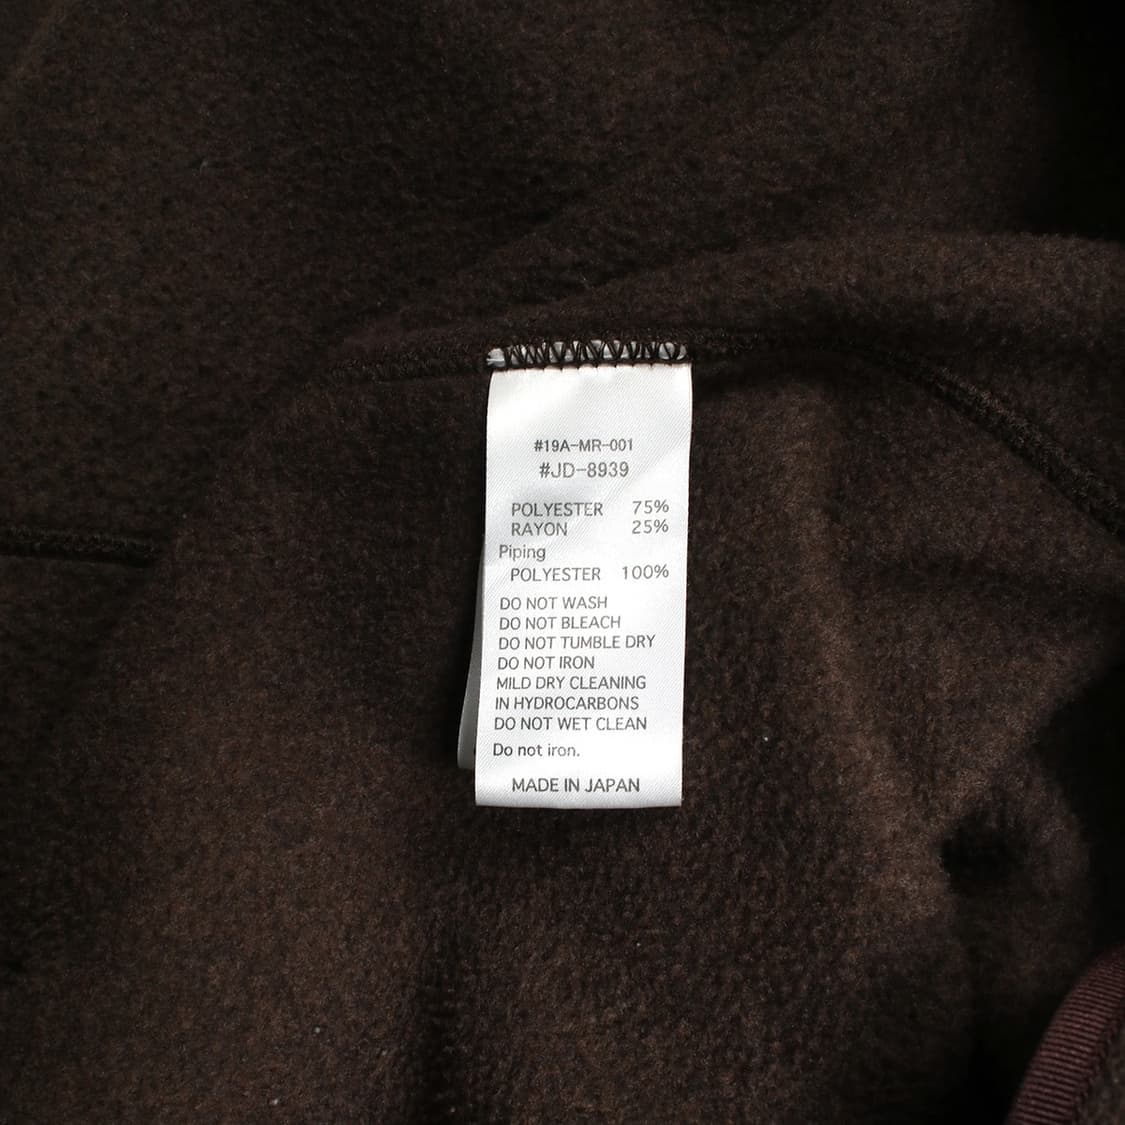 #19A-MR-001
#JD-8939
POLYESTER 75%
RAYON 25%
Piping
POLYESTER 100%
DO NOT WASH
DO NOT BLEACH
DO NOT TUMBLE DRY
DO NOT IRON
MILD DRY CLEANING
IN HYDROCARBONS
DO NOT WET CLEAN
Do not iron.
MADE IN JAPAN